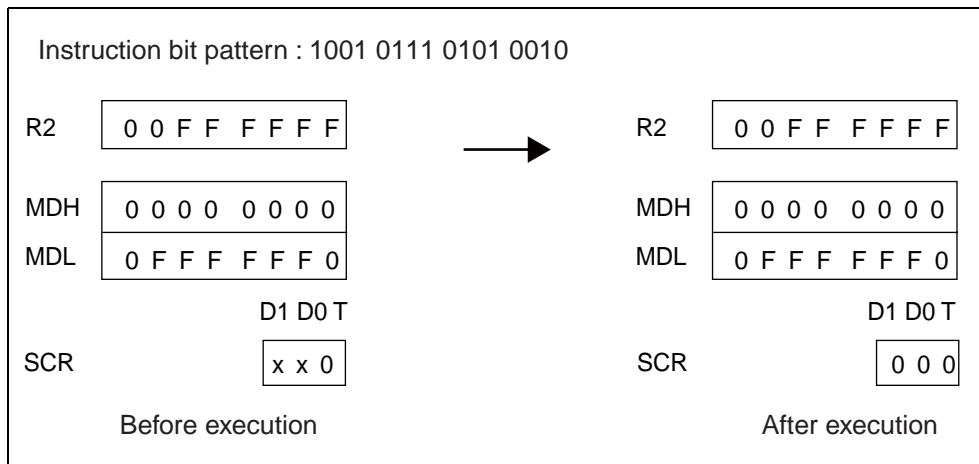 Instruction bit pattern : 1001 0111 0101 0010
R2 0 0 F F F F F F R2 0 0 F F F F F F
MDH 0 0 0 0 0 0 0 0 MDH 0 0 0 0 0 0 0 0
MDL 0 F F F F F F 0 MDL 0 F F F F F F 0
D1 D0 T D1 D0 T
SCR x x 0 SCR 0 0 0
Before execution After execution